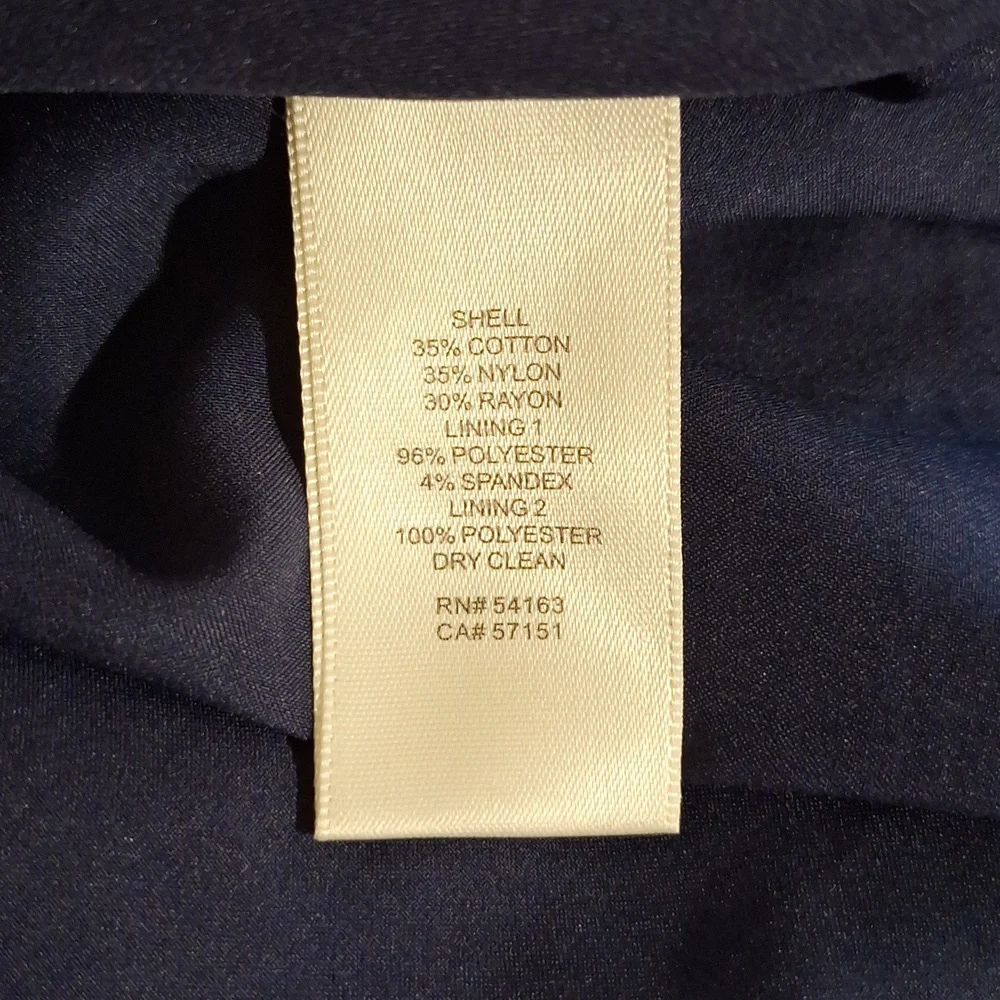 SHELL
35% COTTON
35% NYLON
30% RAYON
LINING 1
96% POLYESTER
4% SPANDEX
LINING 2
100% POLYESTER
DRY CLEAN
RN# 54163
CA# 57151